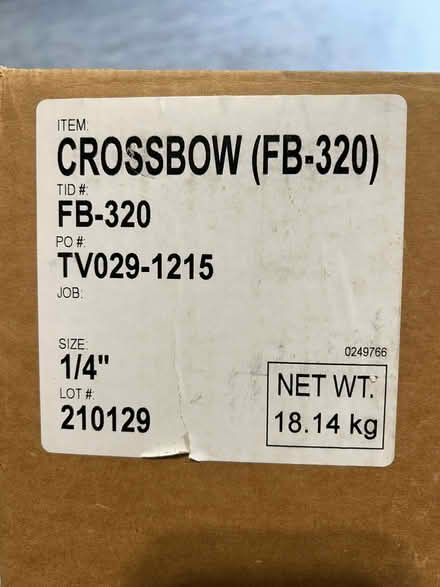 ITEM:
CROSSBOW (FB-320)
TID #:
FB-320
PO #:
TV029-1215
JOB:
SIZE:
1/4"
LOT #:
210129
0249766
NET WT:
18.14 kg